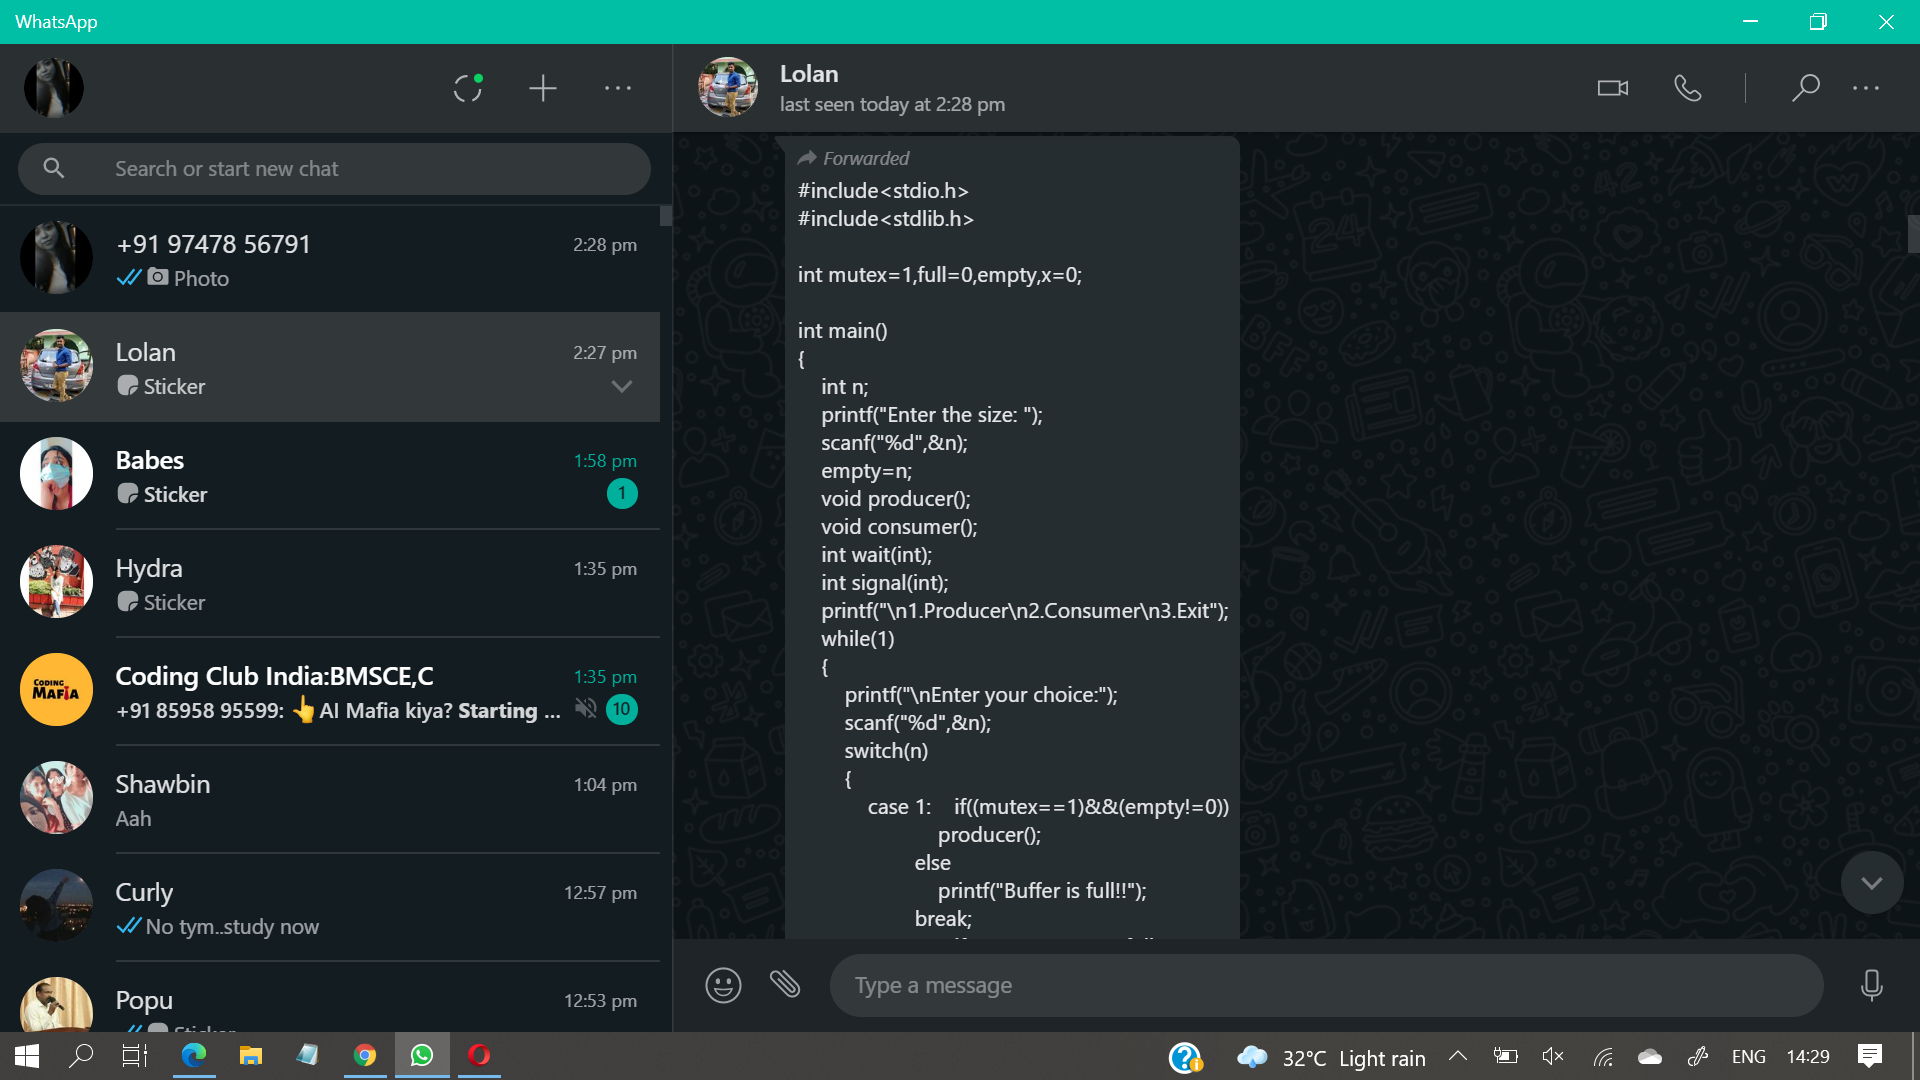 WhatsApp
Search or start new chat
+91 97478 56791
2:28 pm
Photo
Lolan
2:27 pm
Sticker
Babes
1:58 pm
Sticker
1
Hydra
1:35 pm
Sticker
CODING
MAFIA
Coding Club India:BMSCE,C
1:35 pm
+91 85958 95599: 👆AI Mafia kiya? Starting ...
10
Shawbin
1:04 pm
Aah
Curly
12:57 pm
No tym..study now
Popu
12:53 pm
Sticker
Lolan
last seen today at 2:28 pm
Forwarded
#include<stdio.h>
#include<stdlib.h>
int mutex=1,full=0,empty,x=0;
int main()
{
int n;
printf("Enter the size: ");
scanf("%d",&n);
empty=n;
void producer();
void consumer();
int wait(int);
int signal(int);
printf("\n1.Producer\n2.Consumer\n3.Exit");
while(1)
{
printf("\nEnter your choice:");
scanf("%d",&n);
switch(n)
{
case 1: if((mutex==1)&&(empty!=0))
producer();
else
printf("Buffer is full!!");
break;
Type a message
32°C Light rain
ENG
14:29